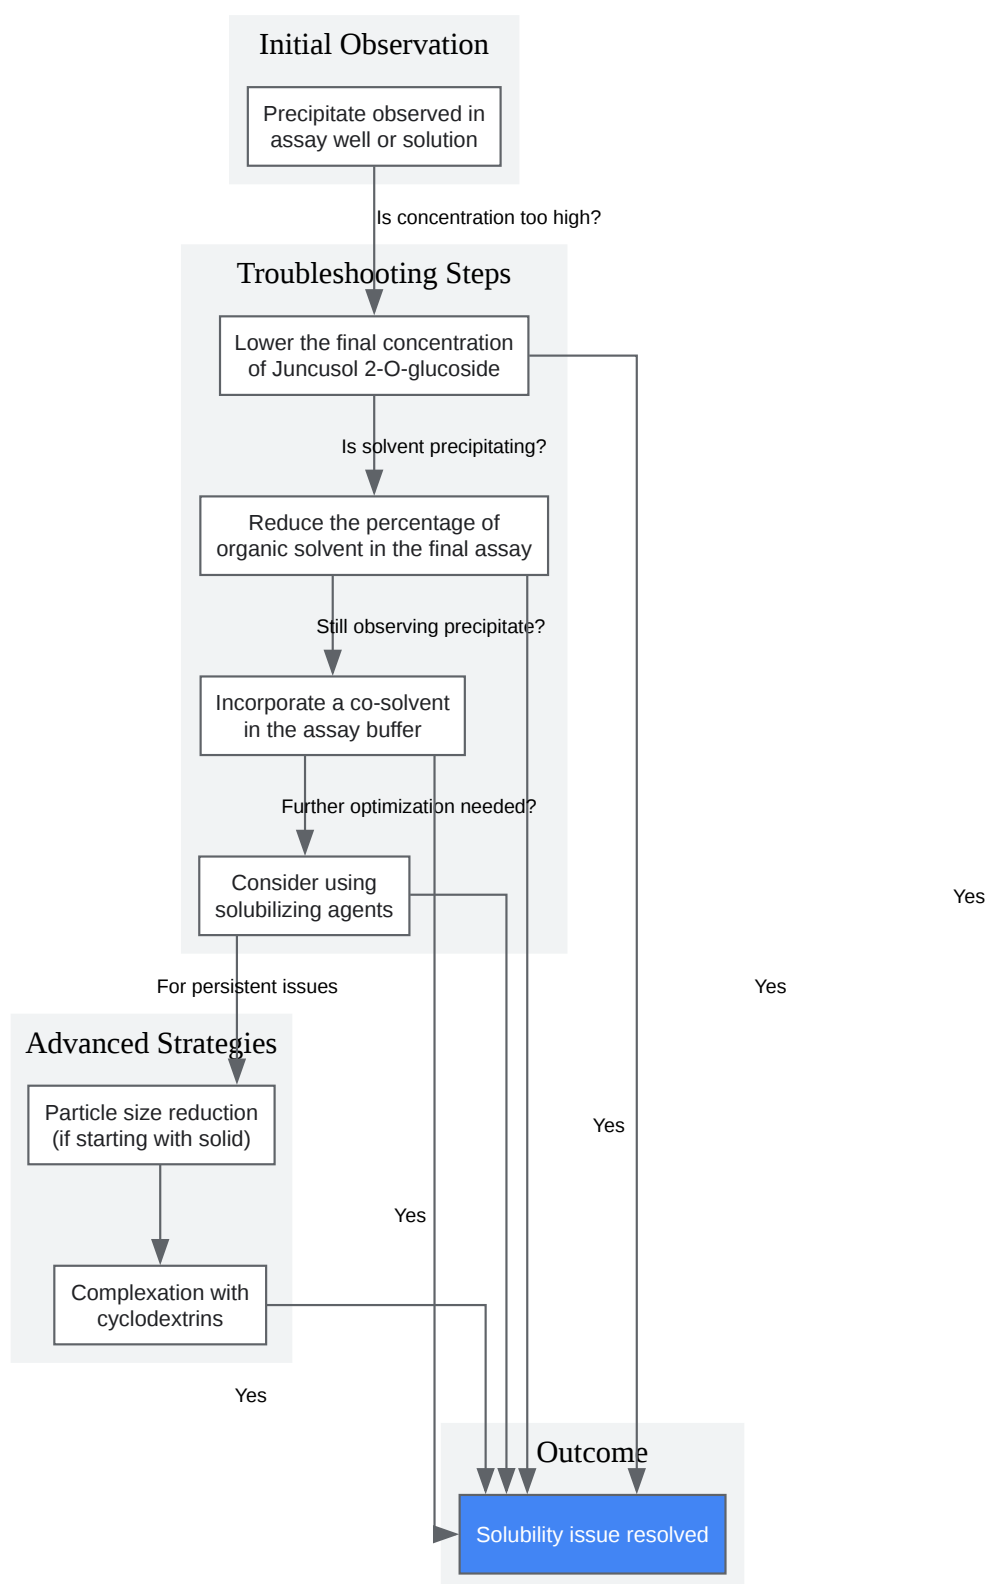 Initial Observation
Precipitate observed in
assay well or solution
Is concentration too high?
Troubleshooting Steps
Lower the final concentration
of Juncusol 2-O-glucoside
Is solvent precipitating?
Reduce the percentage of
organic solvent in the final assay
Still observing precipitate?
Incorporate a co-solvent
in the assay buffer
Further optimization needed?
Consider using
solubilizing agents
Yes
For persistent issues
Yes
Advanced Strategies
Particle size reduction
(if starting with solid)
Yes
Yes
Complexation with
cyclodextrins
Yes
Outcome
Solubility issue resolved